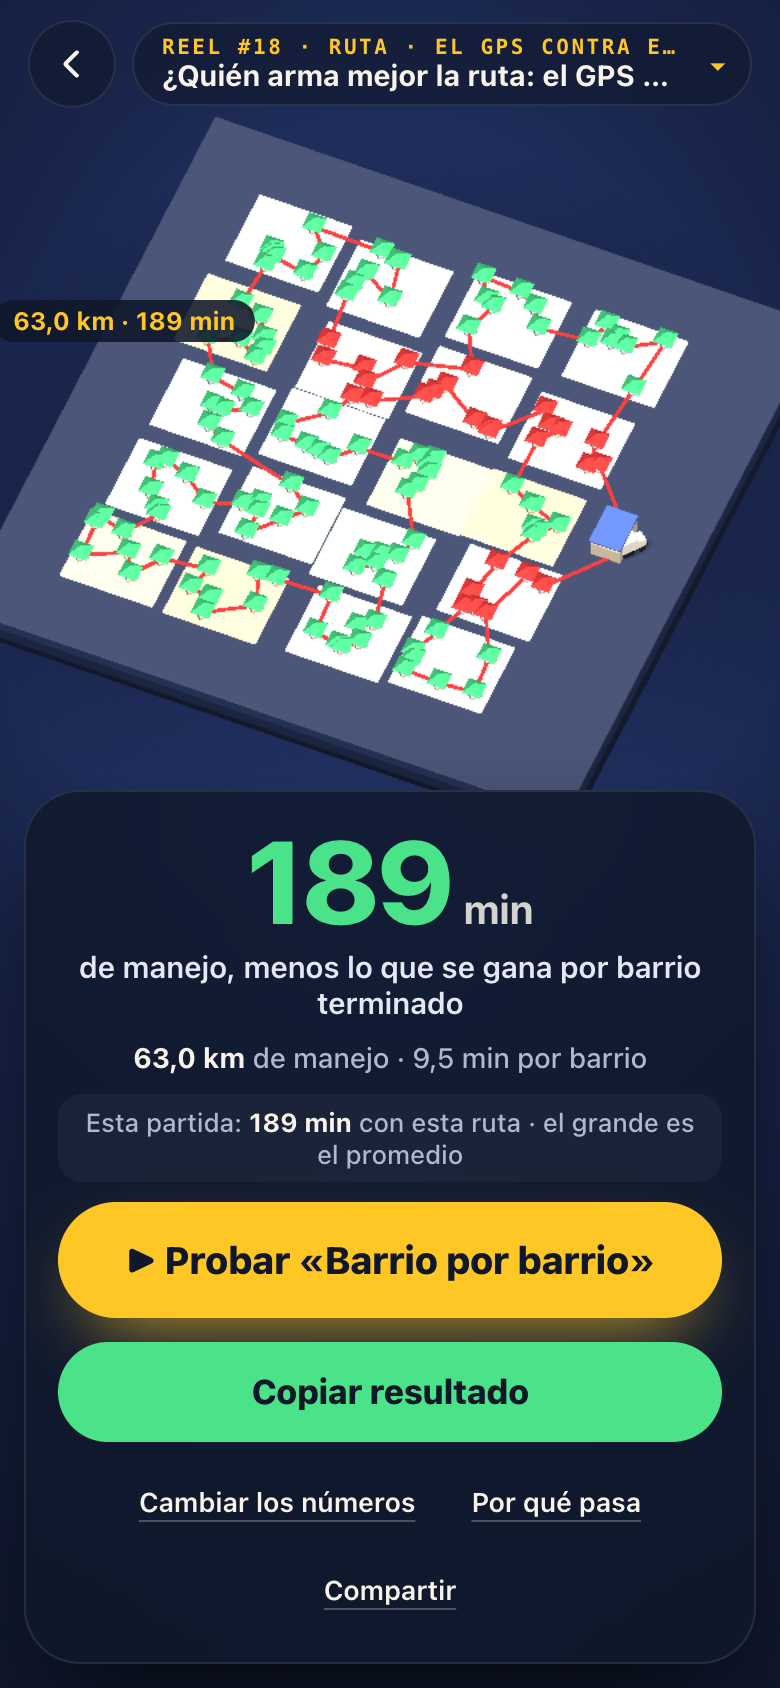 REEL #18 · RUTA · EL GPS CONTRA E…
¿Quién arma mejor la ruta: el GPS ...
63,0 km · 189 min
189 min
de manejo, menos lo que se gana por barrio
terminado
63,0 km de manejo · 9,5 min por barrio
Esta partida: 189 min con esta ruta · el grande es
el promedio
Probar «Barrio por barrio»
Copiar resultado
Cambiar los números
Por qué pasa
Compartir